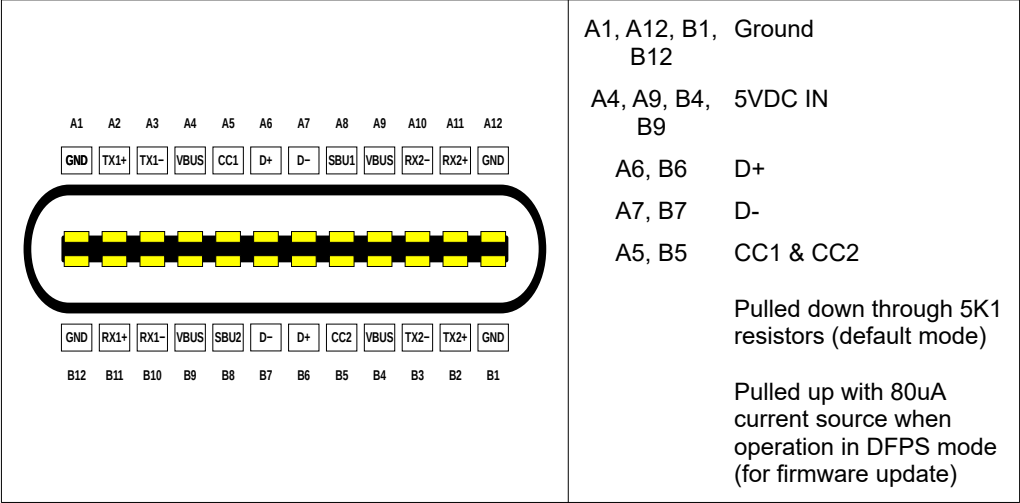 A1 A2 A3 A4 A5 A6 A7 A8 A9 A10 A11 A12
GND TX1+ TX1− VBUS CC1 D+ D− SBU1 VBUS RX2− RX2+ GND
GND RX1+ RX1− VBUS SBU2 D− D+ CC2 VBUS TX2− TX2+ GND
B12 B11 B10 B9 B8 B7 B6 B5 B4 B3 B2 B1
A1, A12, B1, Ground
B12
A4, A9, B4, 5VDC IN
B9
A6, B6 D+
A7, B7 D-
A5, B5 CC1 & CC2
Pulled down through 5K1
resistors (default mode)
Pulled up with 80uA
current source when
operation in DFPS mode
(for firmware update)